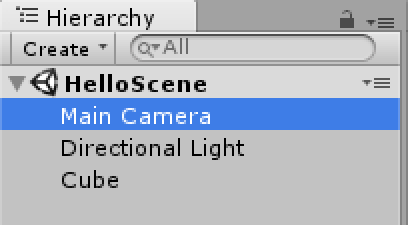 Hierarchy
Create All
HelloScene
Main Camera
Directional Light
Cube